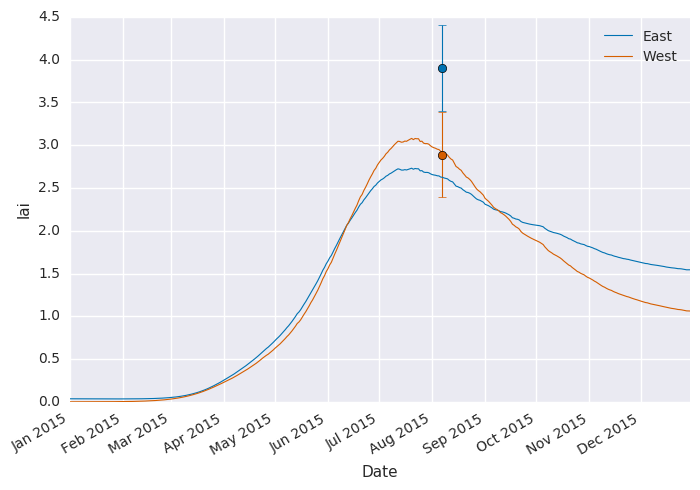 4.5
4.0
3.5
3.0
2.5
2.0
1.5
1.0
0.5
0.0
lai
East
West
Jan 2015
Feb 2015
Mar 2015
Apr 2015
May 2015
Jun 2015
Jul 2015
Aug 2015
Sep 2015
Oct 2015
Nov 2015
Dec 2015
Date